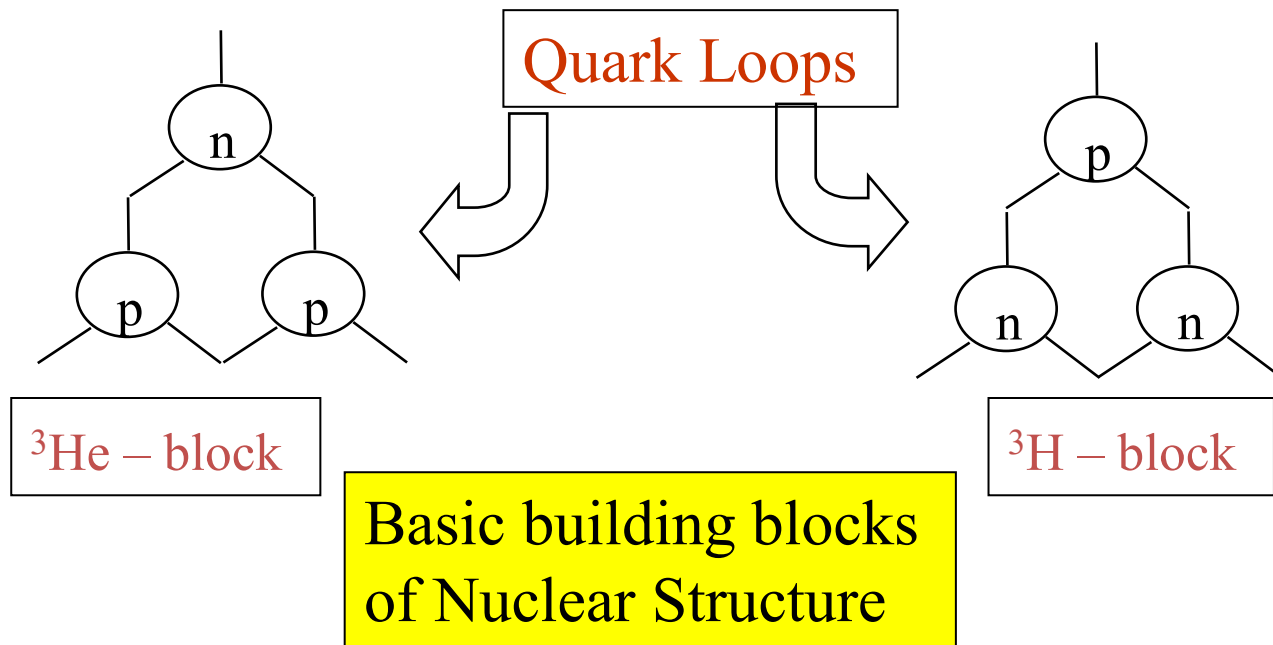 Quark Loops
n
p p
p
n n
³He – block
³H – block
Basic building blocks
of Nuclear Structure